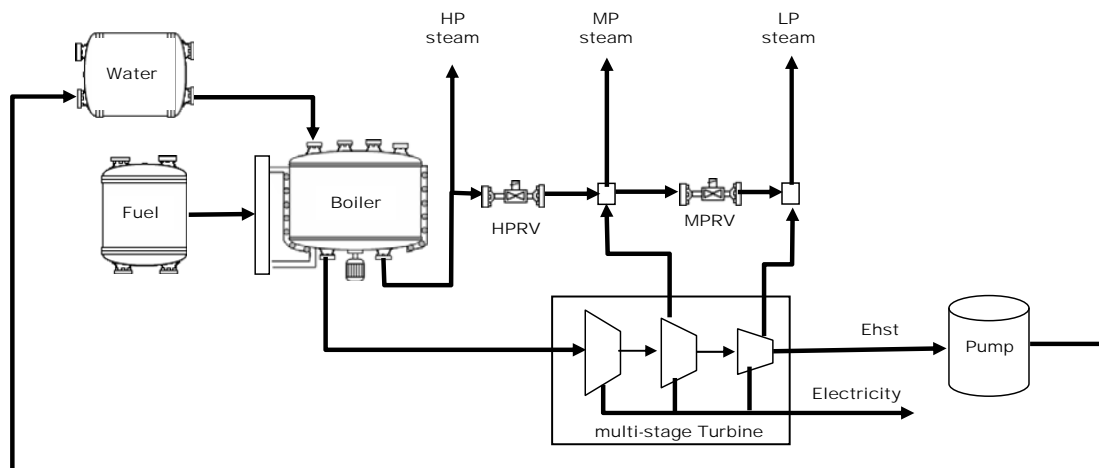 HP
steam
MP
steam
LP
steam
Water
Fuel
Boiler
HPRV
MPRV
Ehst
Pump
Electricity
multi-stage Turbine